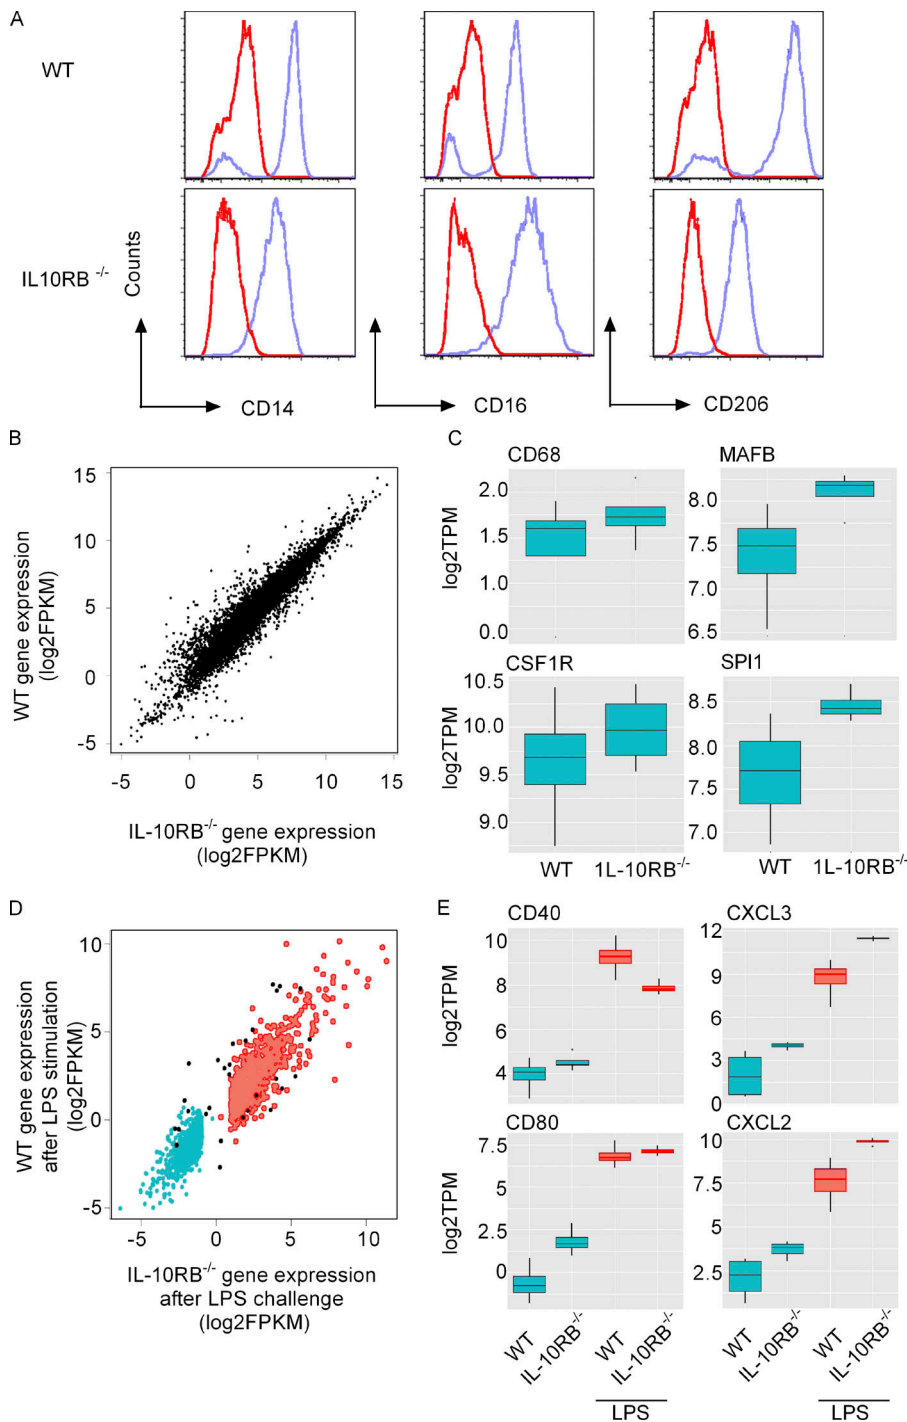 A
WT
IL10RB -/-
Counts
CD14
CD16
CD206
B
15
10
5
0
-5
-5
0
5
10
15
WT gene expression
(log2FPKM)
IL-10RB-/- gene expression
(log2FPKM)
C
CD68
2.0
1.5
1.0
0.0
log2TPM
MAFB
8.0
7.5
7.0
6.5
CSF1R
10.5
10.0
9.5
9.0
log2TPM
SPI1
8.5
8.0
7.5
7.0
WT
1L-10RB-/-
WT
1L-10RB-/-
D
10
5
0
-5
-5
0
5
10
WT gene expression
after LPS stimulation
(log2FPKM)
IL-10RB-/- gene expression
after LPS challenge
(log2FPKM)
E
CD40
10
8
6
4
log2TPM
CXCL3
12
9
6
3
0
CD80
7.5
5
2.5
0
log2TPM
CXCL2
10
7.5
5
2.5
WT
IL-10RB-/-
WT
IL-10RB-/-
LPS
WT
IL-10RB-/-
WT
IL-10RB-/-
LPS